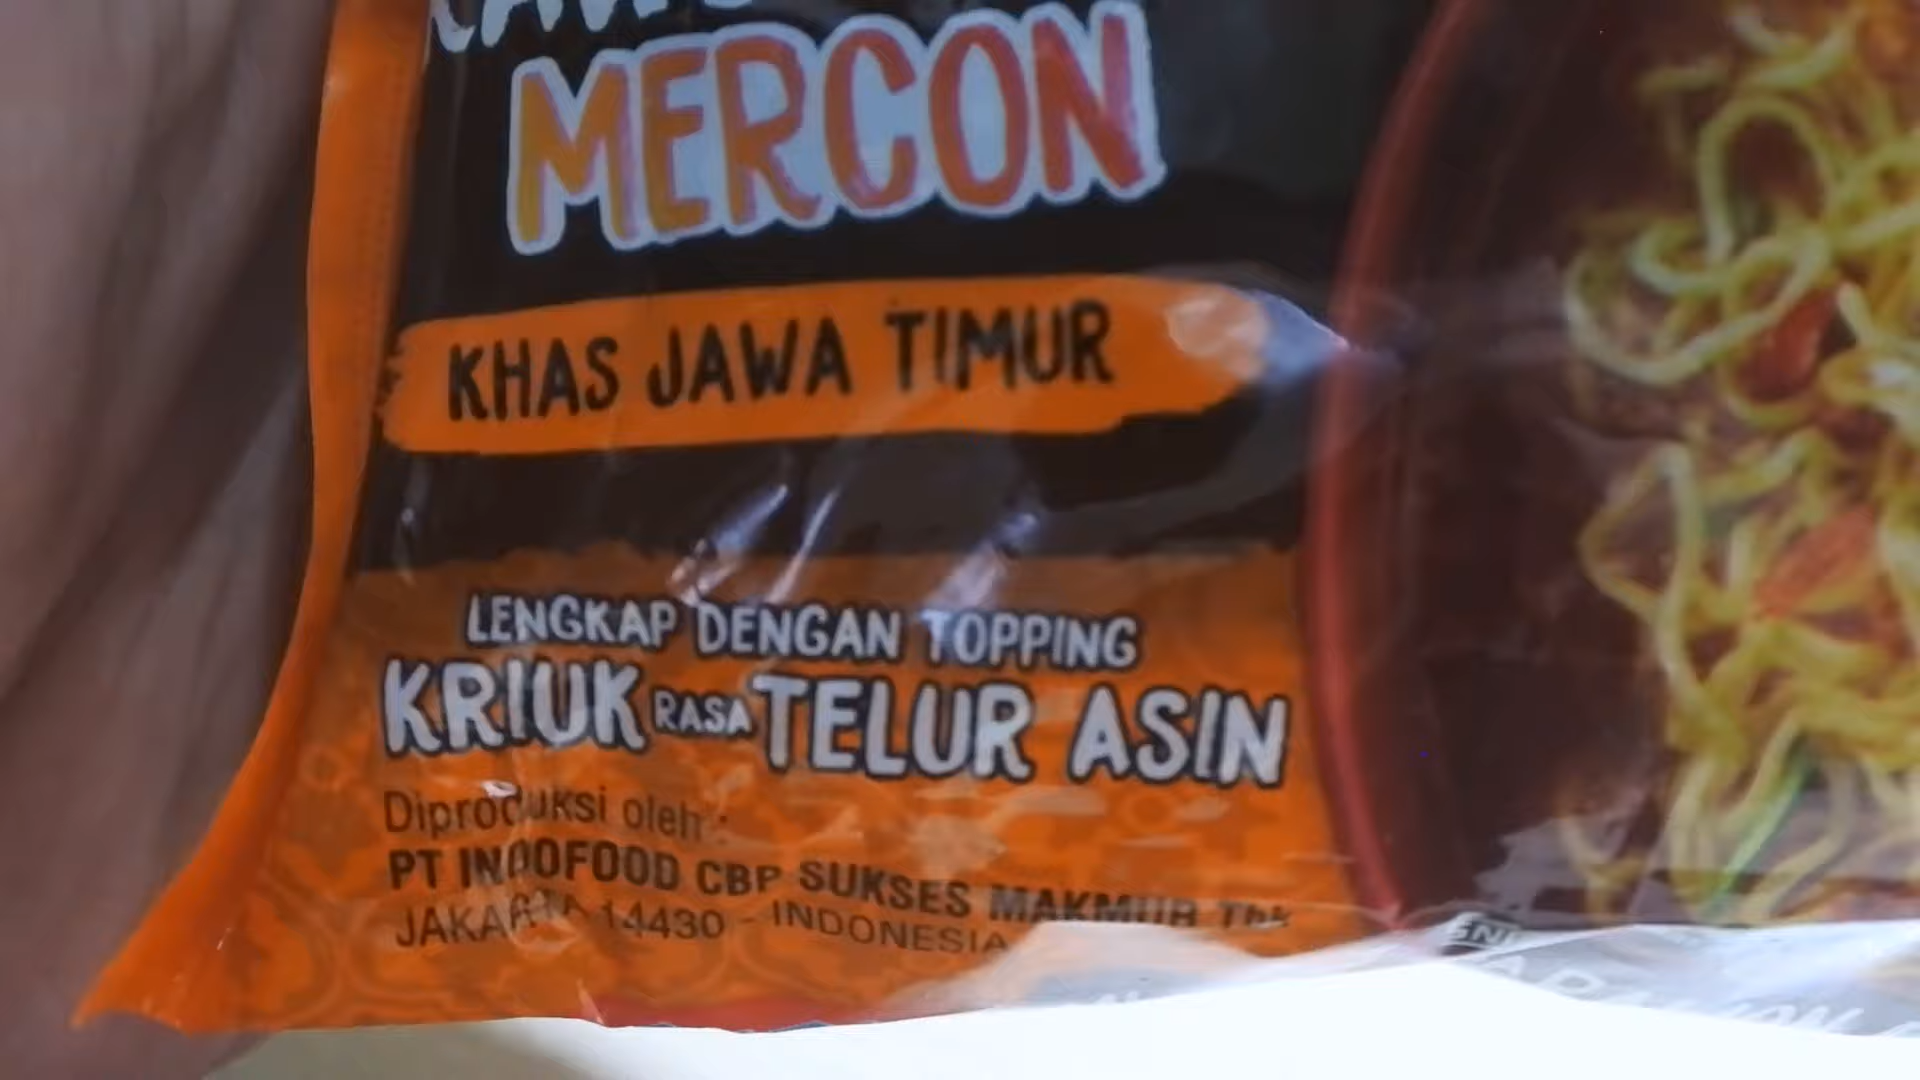 MERCON
KHAS JAWA TIMUR
LENGKAP DENGAN TOPPING
KRIUK RASA TELUR ASIN
Diproduksi oleh :
PT INDOFOOD CBP SUKSES MAKMUR Tbk
JAKARTA 14430 - INDONESIA